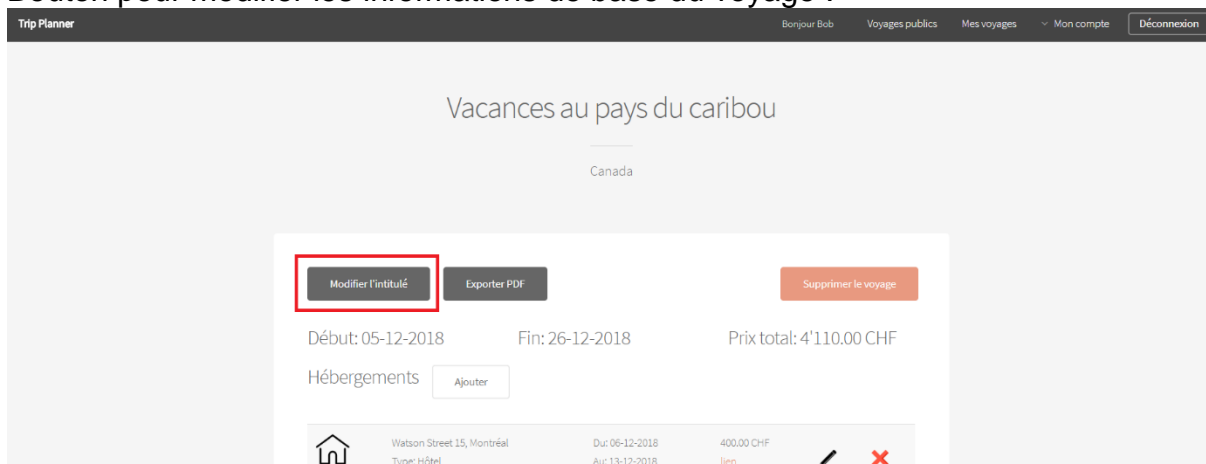 Bouton pour modifier les informations de base du voyage :
Trip Planner Bonjour Bob Voyages publics Mes voyages Mon compte Déconnexion
Vacances au pays du caribou
Canada
Modifier l'intitulé Exporter PDF Supprimer le voyage
Début: 05-12-2018 Fin: 26-12-2018 Prix total: 4'110.00 CHF
Hébergements Ajouter
Watson Street 15, Montréal Du: 06-12-2018 400.00 CHF
Type: Hôtel Au: 13-12-2018 lien